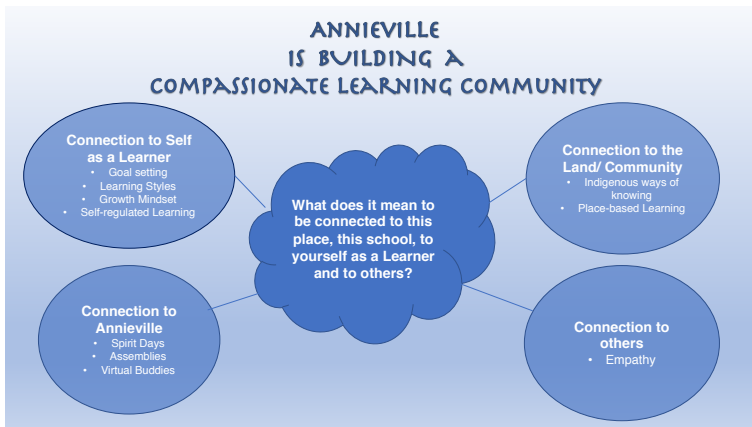 ANNIEVILLE
IS BUILDING A
COMPASSIONATE LEARNING COMMUNITY
Connection to Self
as a Learner
• Goal setting
• Learning Styles
• Growth Mindset
• Self-regulated Learning
Connection to the
Land/ Community
• Indigenous ways of
knowing
• Place-based Learning
What does it mean to
be connected to this
place, this school, to
yourself as a Learner
and to others?
Connection to
Annieville
• Spirit Days
• Assemblies
• Virtual Buddies
Connection to
others
• Empathy